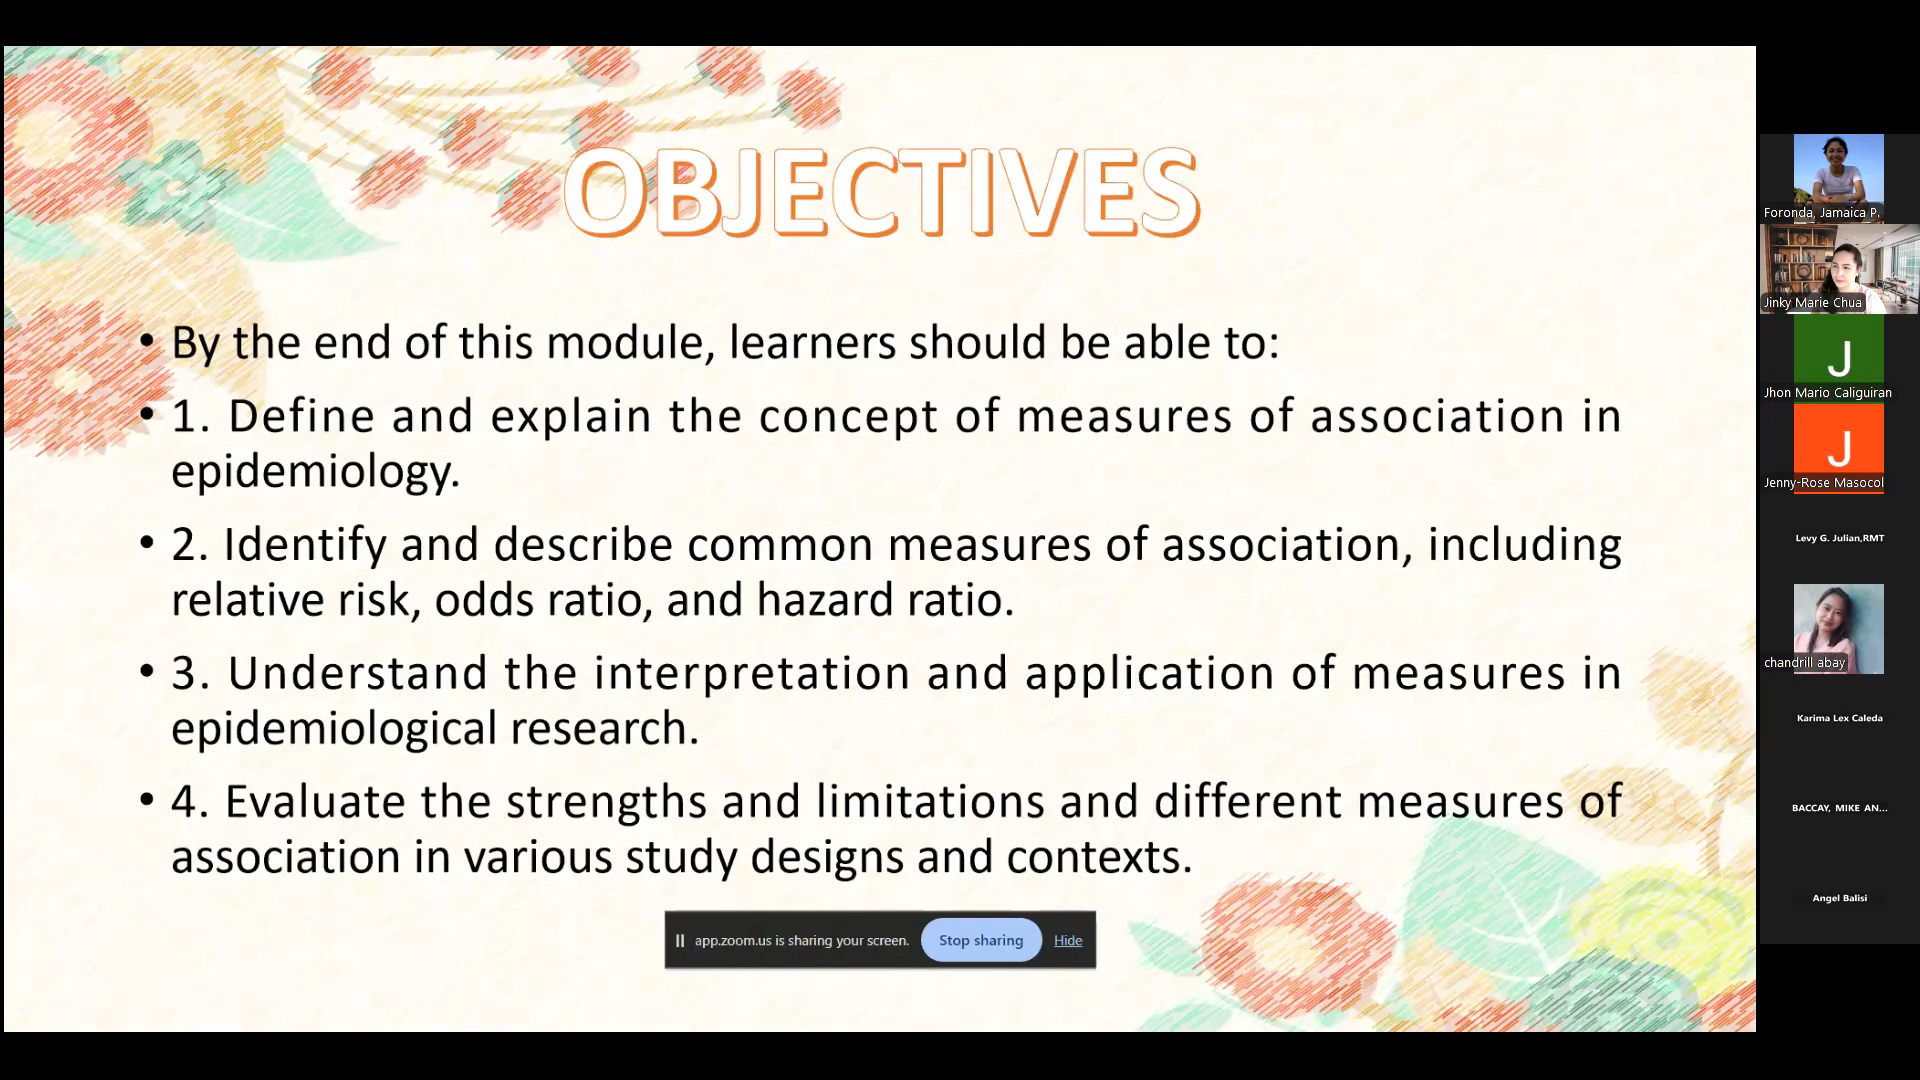 OBJECTIVES
• By the end of this module, learners should be able to:
• 1. Define and explain the concept of measures of association in
epidemiology.
• 2. Identify and describe common measures of association, including
relative risk, odds ratio, and hazard ratio.
• 3. Understand the interpretation and application of measures in
epidemiological research.
• 4. Evaluate the strengths and limitations and different measures of
association in various study designs and contexts.
app.zoom.us is sharing your screen.
Stop sharing
Hide
Foronda, Jamaica P.
Jinky Marie Chua
J
Jhon Mario Caliguiran
J
Jenny-Rose Masocol
Levy G. Julian,RMT
chandrill abay
Karima Lex Caleda
BACCAY, MIKE AN...
Angel Balisi